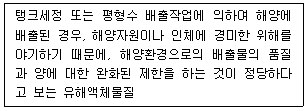 탱크세정 또는 평형수 배출작업에 의하여 해양에
배출된 경우, 해양자원이나 인체에 경미한 위해를
야기하기 때문에, 해양환경으로의 배출물의 품질
과 양에 대한 완화된 제한을 하는 것이 정당하다
고 보는 유해액체물질